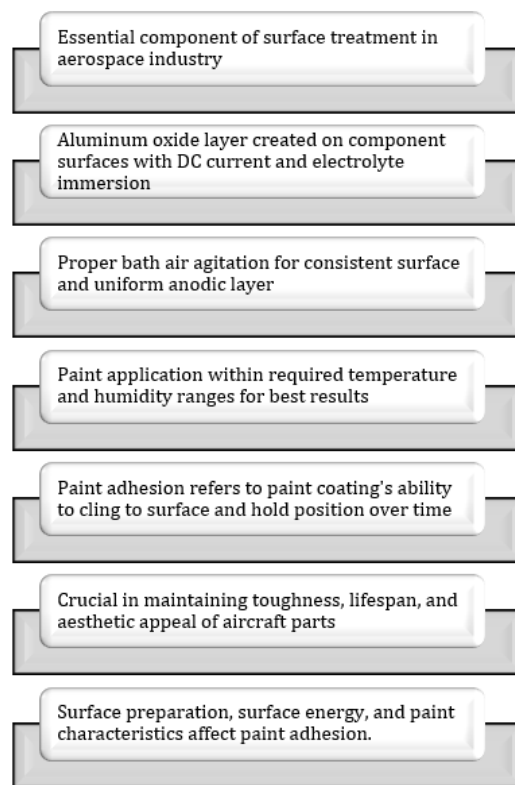 Essential component of surface treatment in
aerospace industry
Aluminum oxide layer created on component
surfaces with DC current and electrolyte
immersion
Proper bath air agitation for consistent surface
and uniform anodic layer
Paint application within required temperature
and humidity ranges for best results
Paint adhesion refers to paint coating's ability
to cling to surface and hold position over time
Crucial in maintaining toughness, lifespan, and
aesthetic appeal of aircraft parts
Surface preparation, surface energy, and paint
characteristics affect paint adhesion.